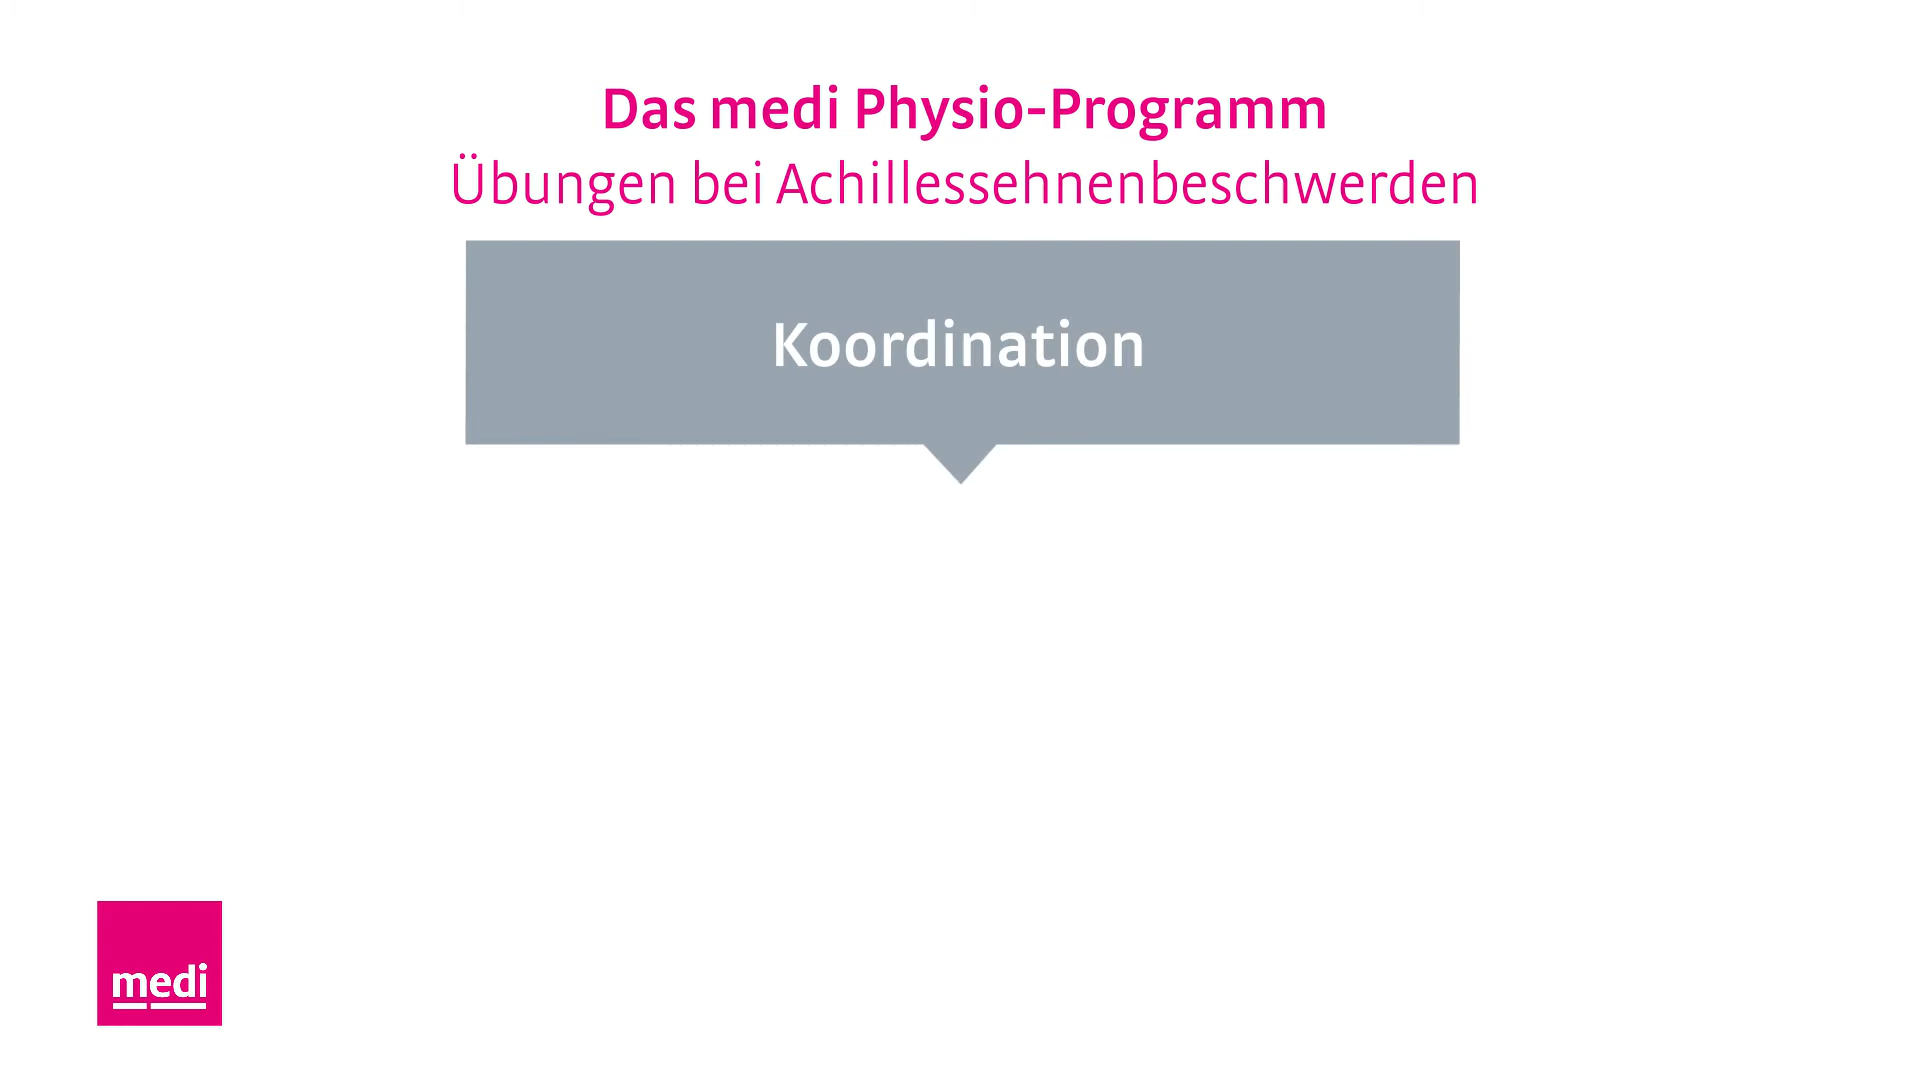 Das medi Physio-Programm
Übungen bei Achillessehnenbeschwerden
Koordination
medi